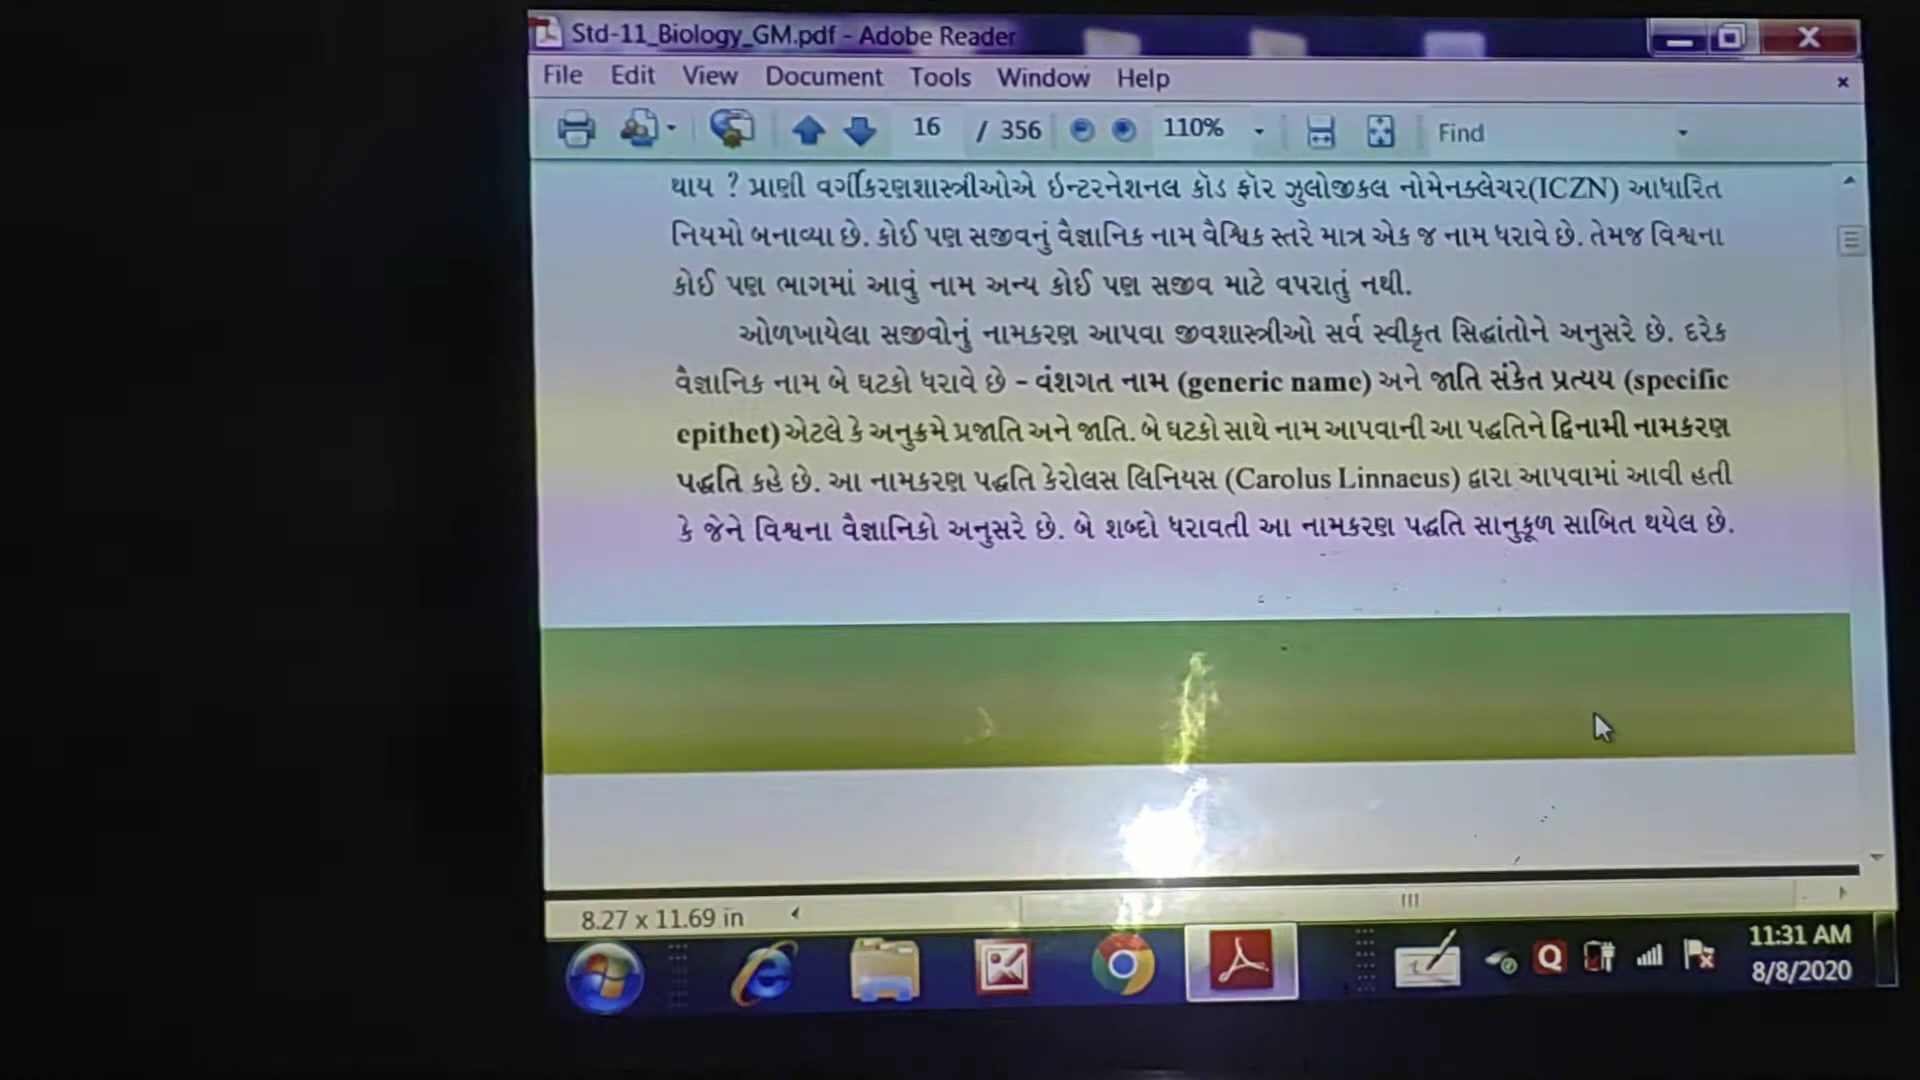 Std-11_Biology_GM.pdf - Adobe Reader
File Edit View Document Tools Window Help
16 / 356 110% Find
થાય ? પ્રાણી વર્ગીકરણશાસ્ત્રીઓએ ઇન્ટરનેશનલ કૉડ ફૉર ઝુલોજીકલ નોમેનક્લેચર(ICZN) આધારિત
નિયમો બનાવ્યા છે. કોઈ પણ સજીવનું વૈજ્ઞાનિક નામ વૈશ્વિક સ્તરે માત્ર એક જ નામ ધરાવે છે. તેમજ વિશ્વના
કોઈ પણ ભાગમાં આવું નામ અન્ય કોઈ પણ સજીવ માટે વપરાતું નથી.
ઓળખાયેલા સજીવોનું નામકરણ આપવા જીવશાસ્ત્રીઓ સર્વ સ્વીકૃત સિદ્ધાંતોને અનુસરે છે. દરેક
વૈજ્ઞાનિક નામ બે ઘટકો ધરાવે છે – વંશગત નામ (generic name) અને જાતિ સંકેત પ્રત્યય (specific
epithet) એટલે કે અનુક્રમે પ્રજાતિ અને જાતિ. બે ઘટકો સાથે નામ આપવાની આ પદ્ધતિને દ્વિનામી નામકરણ
પદ્ધતિ કહે છે. આ નામકરણ પદ્ધતિ કેરોલસ લિનિયસ (Carolus Linnaeus) દ્વારા આપવામાં આવી હતી
કે જેને વિશ્વના વૈજ્ઞાનિકો અનુસરે છે. બે શબ્દો ધરાવતી આ નામકરણ પદ્ધતિ સાનુકૂળ સાબિત થયેલ છે.
8.27 x 11.69 in
11:31 AM
8/8/2020